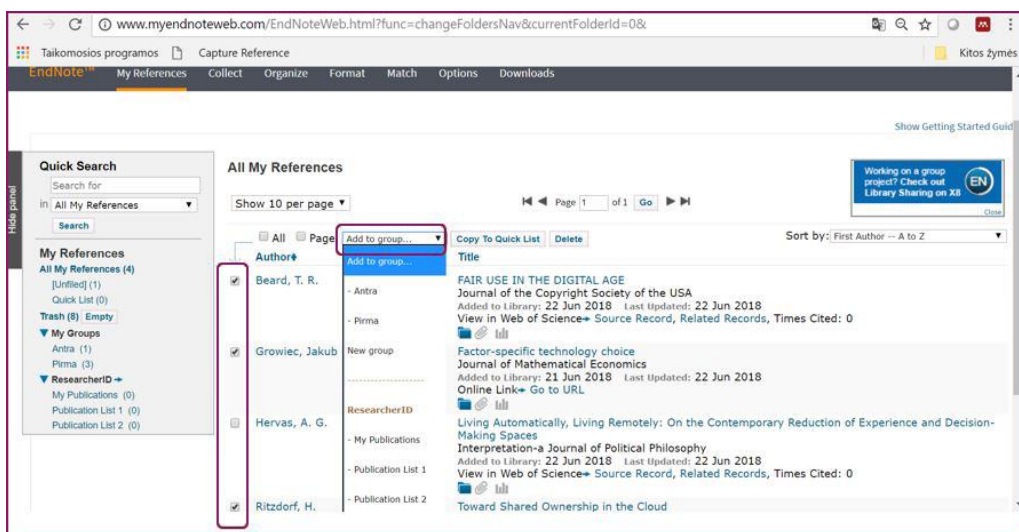 www.myendnoteweb.com/EndNoteWeb.html?func=changeFoldersNav&currentFolderId=0&
Taikomosios programos Capture Reference Kitos žymės
EndNote™ My References Collect Organize Format Match Options Downloads
Show Getting Started Guid
Hide panel
Quick Search
Search for
in All My References
Search
My References
All My References (4)
[Unfiled] (1)
Quick List (0)
Trash (8) Empty
My Groups
Antra (1)
Pirma (3)
ResearcherID
My Publications (0)
Publication List 1 (0)
Publication List 2 (0)
All My References
Show 10 per page
Page 1 of 1 Go
Working on a group
project? Check out
Library Sharing on X8
EN
Close
All Page Add to group... Copy To Quick List Delete
Sort by: First Author -- A to Z
Author Title
Add to group...
- Antra
- Pirma
New group
ResearcherID
- My Publications
- Publication List 1
- Publication List 2
Beard, T. R.
FAIR USE IN THE DIGITAL AGE
Journal of the Copyright Society of the USA
Added to Library: 22 Jun 2018 Last Updated: 22 Jun 2018
View in Web of Science Source Record, Related Records, Times Cited: 0
Growiec, Jakub
Factor-specific technology choice
Journal of Mathematical Economics
Added to Library: 21 Jun 2018 Last Updated: 22 Jun 2018
Online Link Go to URL
Hervas, A. G.
Living Automatically, Living Remotely: On the Contemporary Reduction of Experience and Decision-
Making Spaces
Interpretation-a Journal of Political Philosophy
Added to Library: 22 Jun 2018 Last Updated: 22 Jun 2018
View in Web of Science Source Record, Related Records, Times Cited: 0
Ritzdorf, H.
Toward Shared Ownership in the Cloud